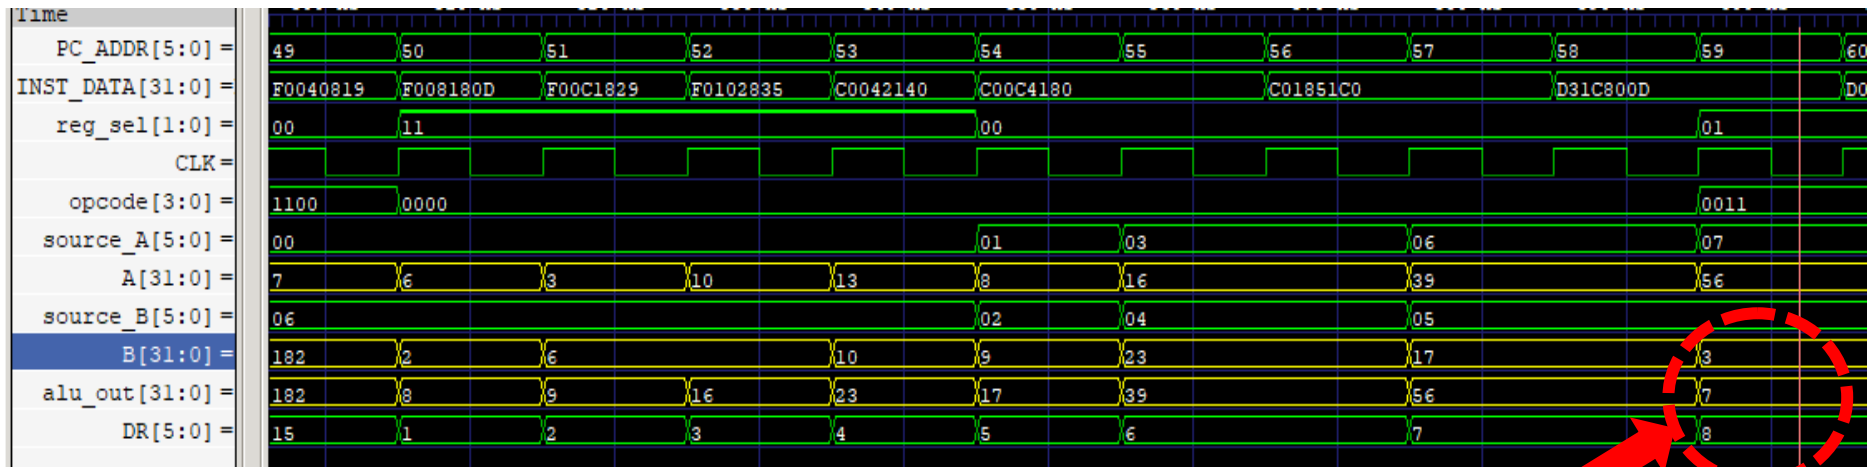 Time
PC_ADDR[5:0] = 49 50 51 52 53 54 55 56 57 58 59 60
INST_DATA[31:0] = F0040819 F008180D F00C1829 F0102835 C0042140 C00C4180 C01851C0 D31C800D D0
reg_sel[1:0] = 00 11 00 01
CLK =
opcode[3:0] = 1100 0000 0011
source_A[5:0] = 00 01 03 06 07
A[31:0] = 7 6 3 10 13 8 16 39 56
source_B[5:0] = 06 02 04 05
B[31:0] = 182 2 6 10 9 23 17 3
alu_out[31:0] = 182 8 9 16 23 17 39 56 7
DR[5:0] = 15 1 2 3 4 5 6 7 8